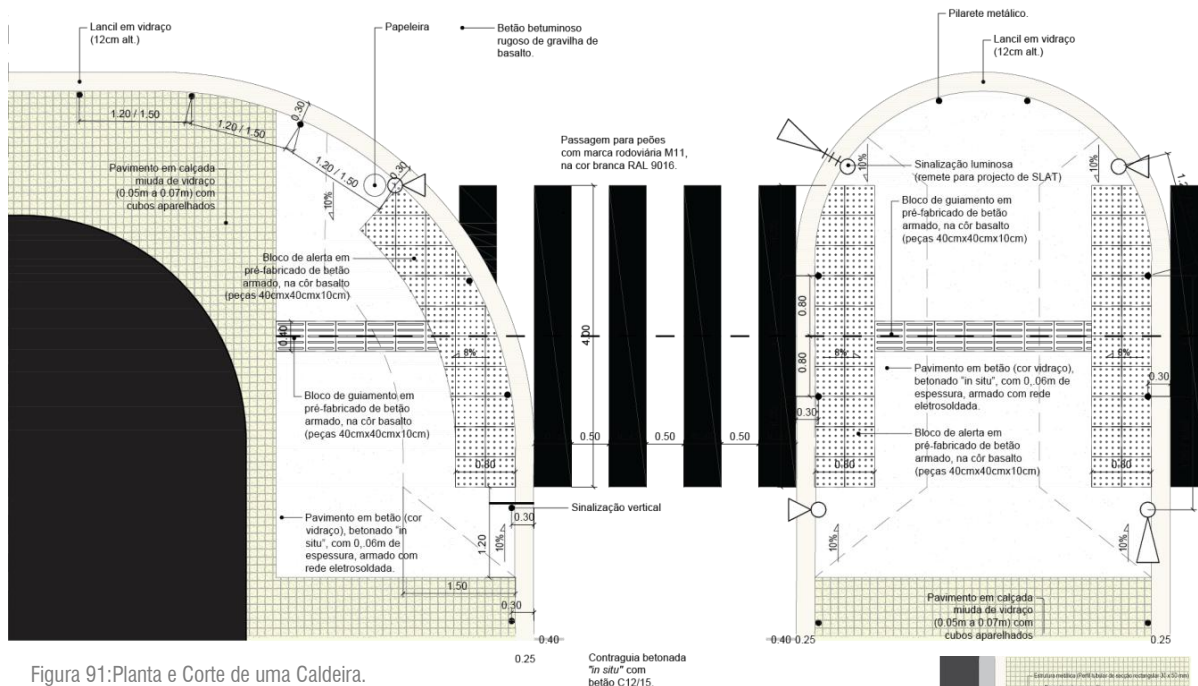 Lancil em vidraço
(12cm alt.)
Papeleira
Betão betuminoso
rugoso de gravilha de
basalto.
Pilarete metálico.
Lancil em vidraço
(12cm alt.)
1.20 / 1.50
1.20 / 1.50
1.20 / 1.50
0.30
0.30
10%
Pavimento em calçada
miuda de vidraço
(0.05m a 0.07m) com
cubos aparelhados
Passagem para peões
com marca rodoviária M11,
na cor branca RAL 9016.
10%
10%
Sinalização luminosa
(remete para projecto de SLAT)
Bloco de guiamento em
pré-fabricado de betão
armado, na côr basalto
(peças 40cmx40cmx10cm)
Bloco de alerta em
pré-fabricado de betão
armado, na côr basalto
(peças 40cmx40cmx10cm)
0.40
6%
4.00
0.80
0.80
6%
6%
Bloco de guiamento em
pré-fabricado de betão
armado, na côr basalto
(peças 40cmx40cmx10cm)
Pavimento em betão (cor
vidraço), betonado "in situ", com 0,.06m de
espessura, armado com rede
eletrosoldada.
0.30
0.30
Bloco de alerta em
pré-fabricado de betão
armado, na côr basalto
(peças 40cmx40cmx10cm)
0.50
0.50
0.50
0.80
0.80
0.80
Sinalização vertical
0.30
Pavimento em betão (cor
vidraço), betonado "in
situ", com 0,.06m de
espessura, armado com
rede eletrosoldada.
10%
1.20
1.50
0.30
10%
10%
Pavimento em calçada
miuda de vidraço
(0.05m a 0.07m) com
cubos aparelhados
0.40
0.25
0.40
0.25
0.25
Contraguia betonada
"in situ" com
betão C12/15.
Figura 91:Planta e Corte de uma Caldeira.